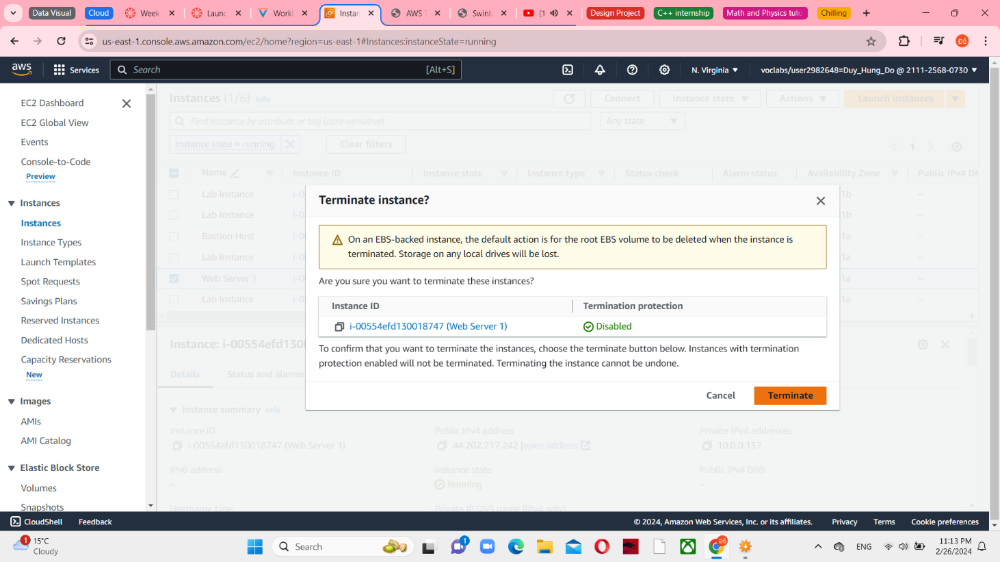 Data Visual
Cloud
Week
Laun
Work
Instan
AWS T
Swinb
(1
Design Project
C++ internship
Math and Physics tuto
Chilling
us-east-1.console.aws.amazon.com/ec2/home?region=us-east-1#Instances:instanceState=running
Đô
aws
Services
Search
[Alt+S]
N. Virginia
voclabs/user2982648=Duy_Hung_Do @ 2111-2568-0730
EC2 Dashboard
EC2 Global View
Events
Console-to-Code
Preview
Instances
Instances
Instance Types
Launch Templates
Spot Requests
Savings Plans
Reserved Instances
Dedicated Hosts
Capacity Reservations
New
Images
AMIs
AMI Catalog
Elastic Block Store
Volumes
Snapshots
Instances (1/6) Info
Connect
Instance state
Actions
Launch instances
Find Instance by attribute or tag (case-sensitive)
Any state
Instance state = running
Clear filters
1
Name
Instance ID
Instance state
Instance type
Status check
Alarm status
Availability Zone
Public IPv4 DN
Lab Instance i-0 1b –
Lab Instance i-0 1b –
Bastion Host i-0 1a –
Lab Instance i-0 1a –
Web Server 1 i-0 1a –
Lab Instance i-0 1a –
Terminate instance?
On an EBS-backed instance, the default action is for the root EBS volume to be deleted when the instance is
terminated. Storage on any local drives will be lost.
Are you sure you want to terminate these instances?
Instance ID
Termination protection
i-00554efd130018747 (Web Server 1)
Disabled
To confirm that you want to terminate the instances, choose the terminate button below. Instances with termination
protection enabled will not be terminated. Terminating the instance cannot be undone.
Cancel
Terminate
Instance: i-00554efd130
Details
Status and alarms
Instance summary Info
Instance ID
i-00554efd130018747 (Web Server 1)
Public IPv4 address
44.202.217.242 |open address
Private IPv4 addresses
10.0.0.137
IPv6 address
–
Instance state
Running
Public IPv4 DNS
–
Hostname type
Private IP DNS name (IPv4 only)
CloudShell
Feedback
© 2024, Amazon Web Services, Inc. or its affiliates.
Privacy
Terms
Cookie preferences
1
15°C
Cloudy
Search
1
Đô
ENG
11:13 PM
2/26/2024